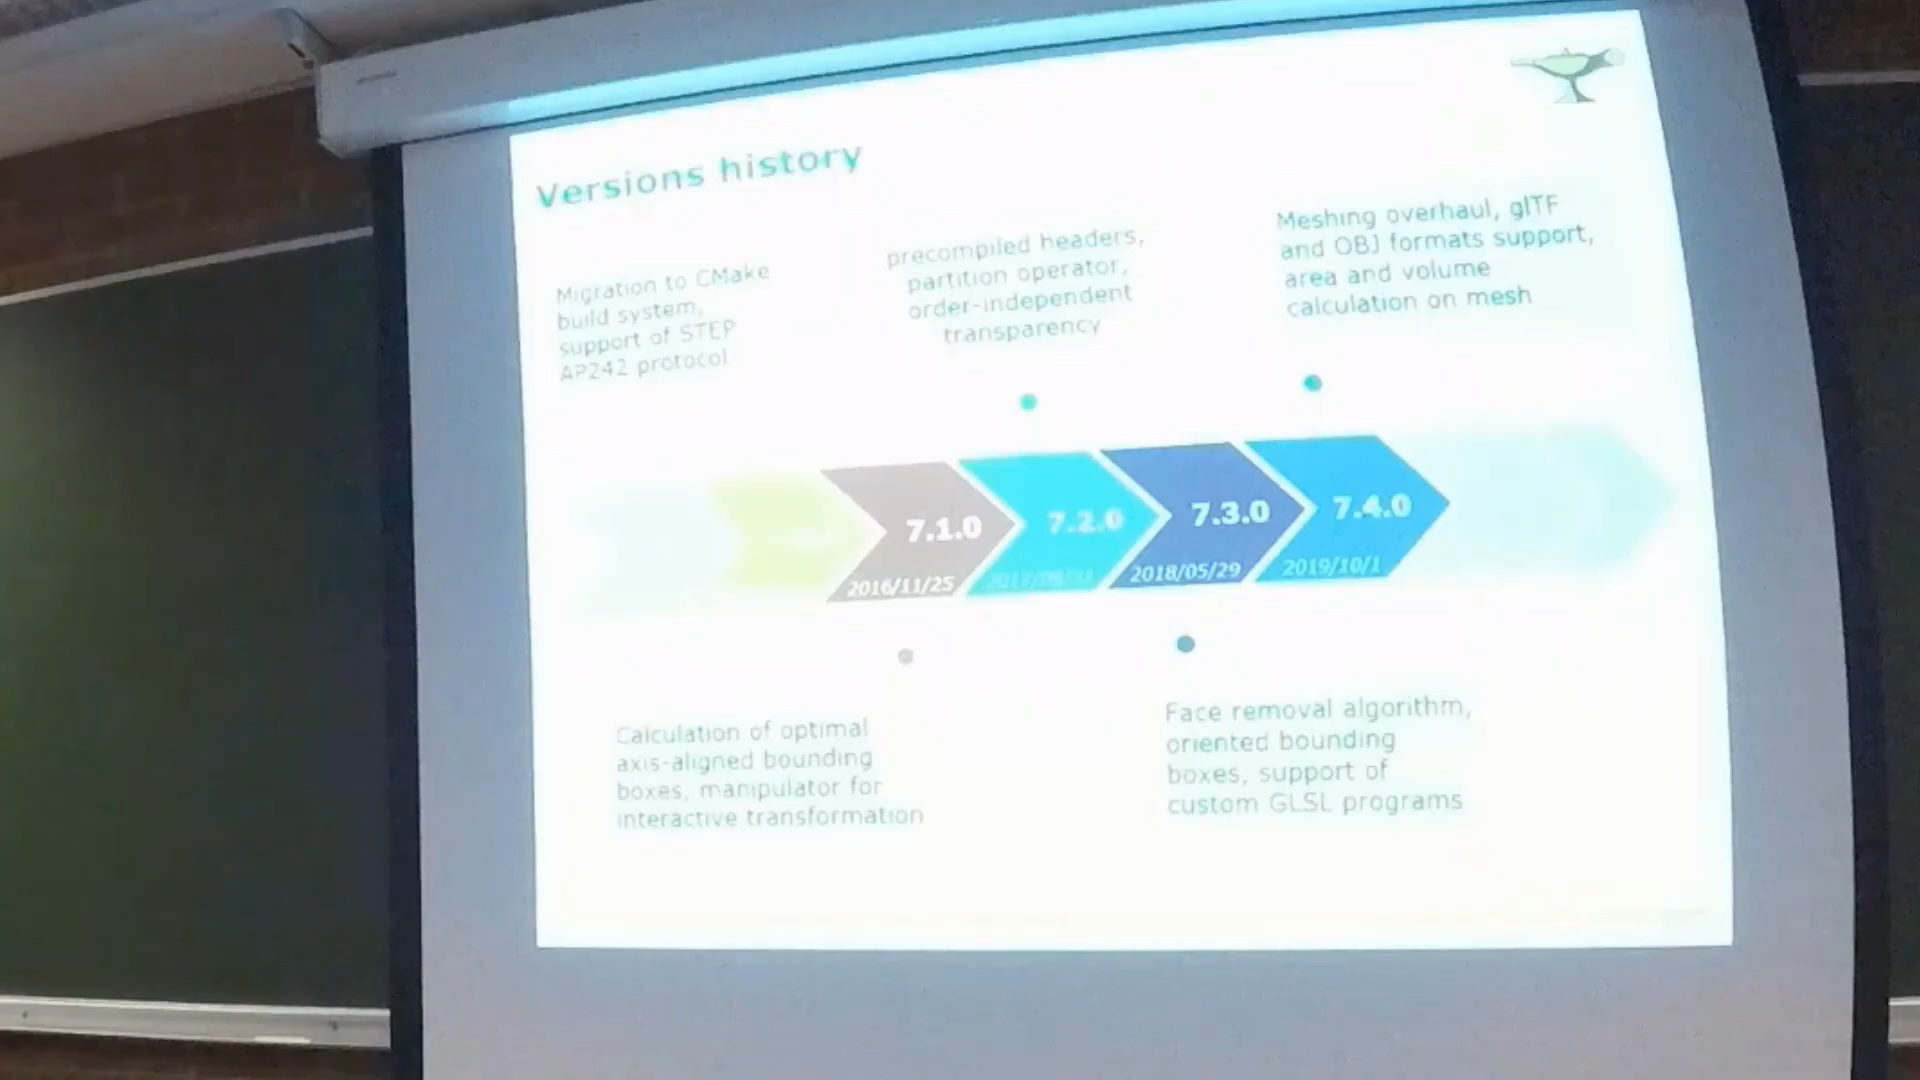 Versions history
Migration to CMake
build system,
support of STEP
AP242 protocol
precompiled headers,
partition operator,
order-independent
transparency
Meshing overhaul, glTF
and OBJ formats support,
area and volume
calculation on mesh
7.1.0
2016/11/25
7.2.0
7.3.0
2018/05/29
7.4.0
2019/10/1
Calculation of optimal
axis-aligned bounding
boxes, manipulator for
interactive transformation
Face removal algorithm,
oriented bounding
boxes, support of
custom GLSL programs